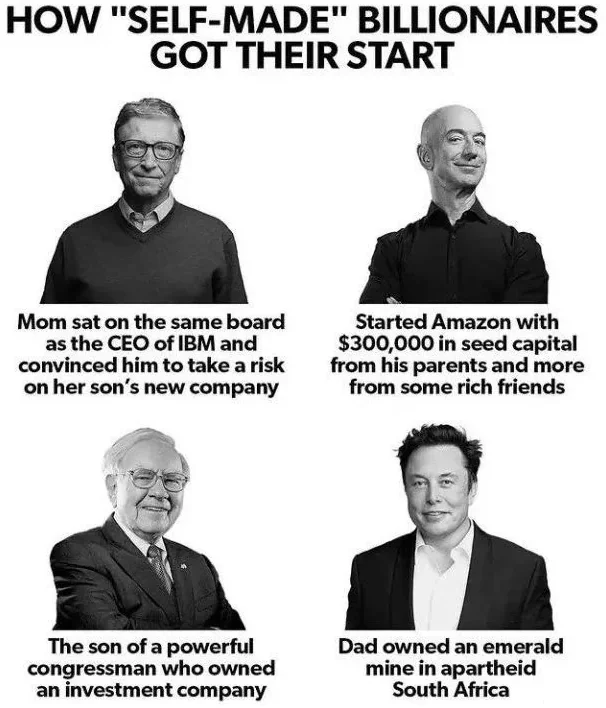 HOW "SELF-MADE" BILLIONAIRES
GOT THEIR START
Mom sat on the same board
as the CEO of IBM and
convinced him to take a risk
on her son's new company
Started Amazon with
$300,000 in seed capital
from his parents and more
from some rich friends
The son of a powerful
congressman who owned
an investment company
Dad owned an emerald
mine in apartheid
South Africa